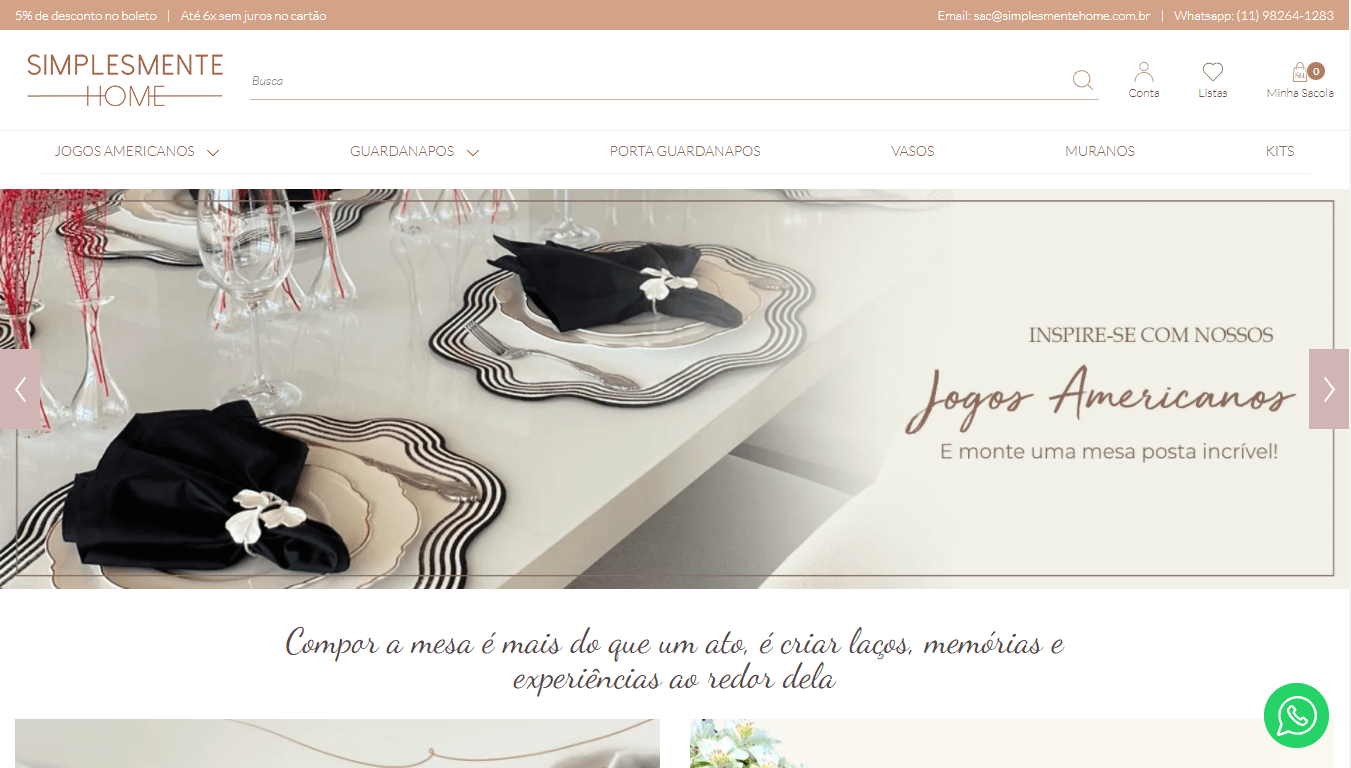 5% de desconto no boleto | Até 6x sem juros no cartão
Email: sac@simplesmentehome.com.br | Whatsapp: (11) 98264-1283
SIMPLESMENTE
HOME
Busca
Conta
Listas
0
Minha Sacola
JOGOS AMERICANOS
GUARDANAPOS
PORTA GUARDANAPOS
VASOS
MURANOS
KITS
INSPIRE-SE COM NOSSOS
Jogos Americanos
E monte uma mesa posta incrível!
Compor a mesa é mais do que um ato, é criar laços, memórias e
experiências ao redor dela